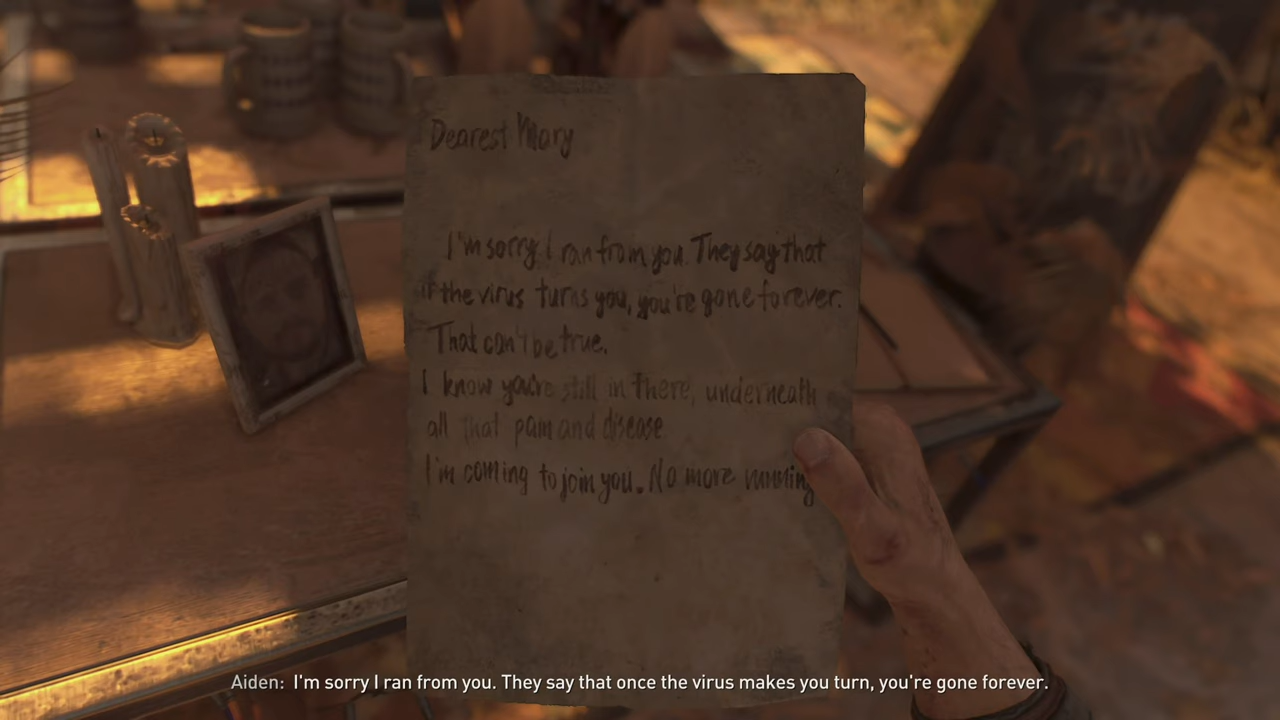 Dearest Mary
I'm sorry I ran from you. They say that
if the virus turns you, you're gone forever.
That can't be true.
I know you're still in there, underneath
all that pain and disease
I'm coming to join you. No more running
Aiden: I'm sorry I ran from you. They say that once the virus makes you turn, you're gone forever.